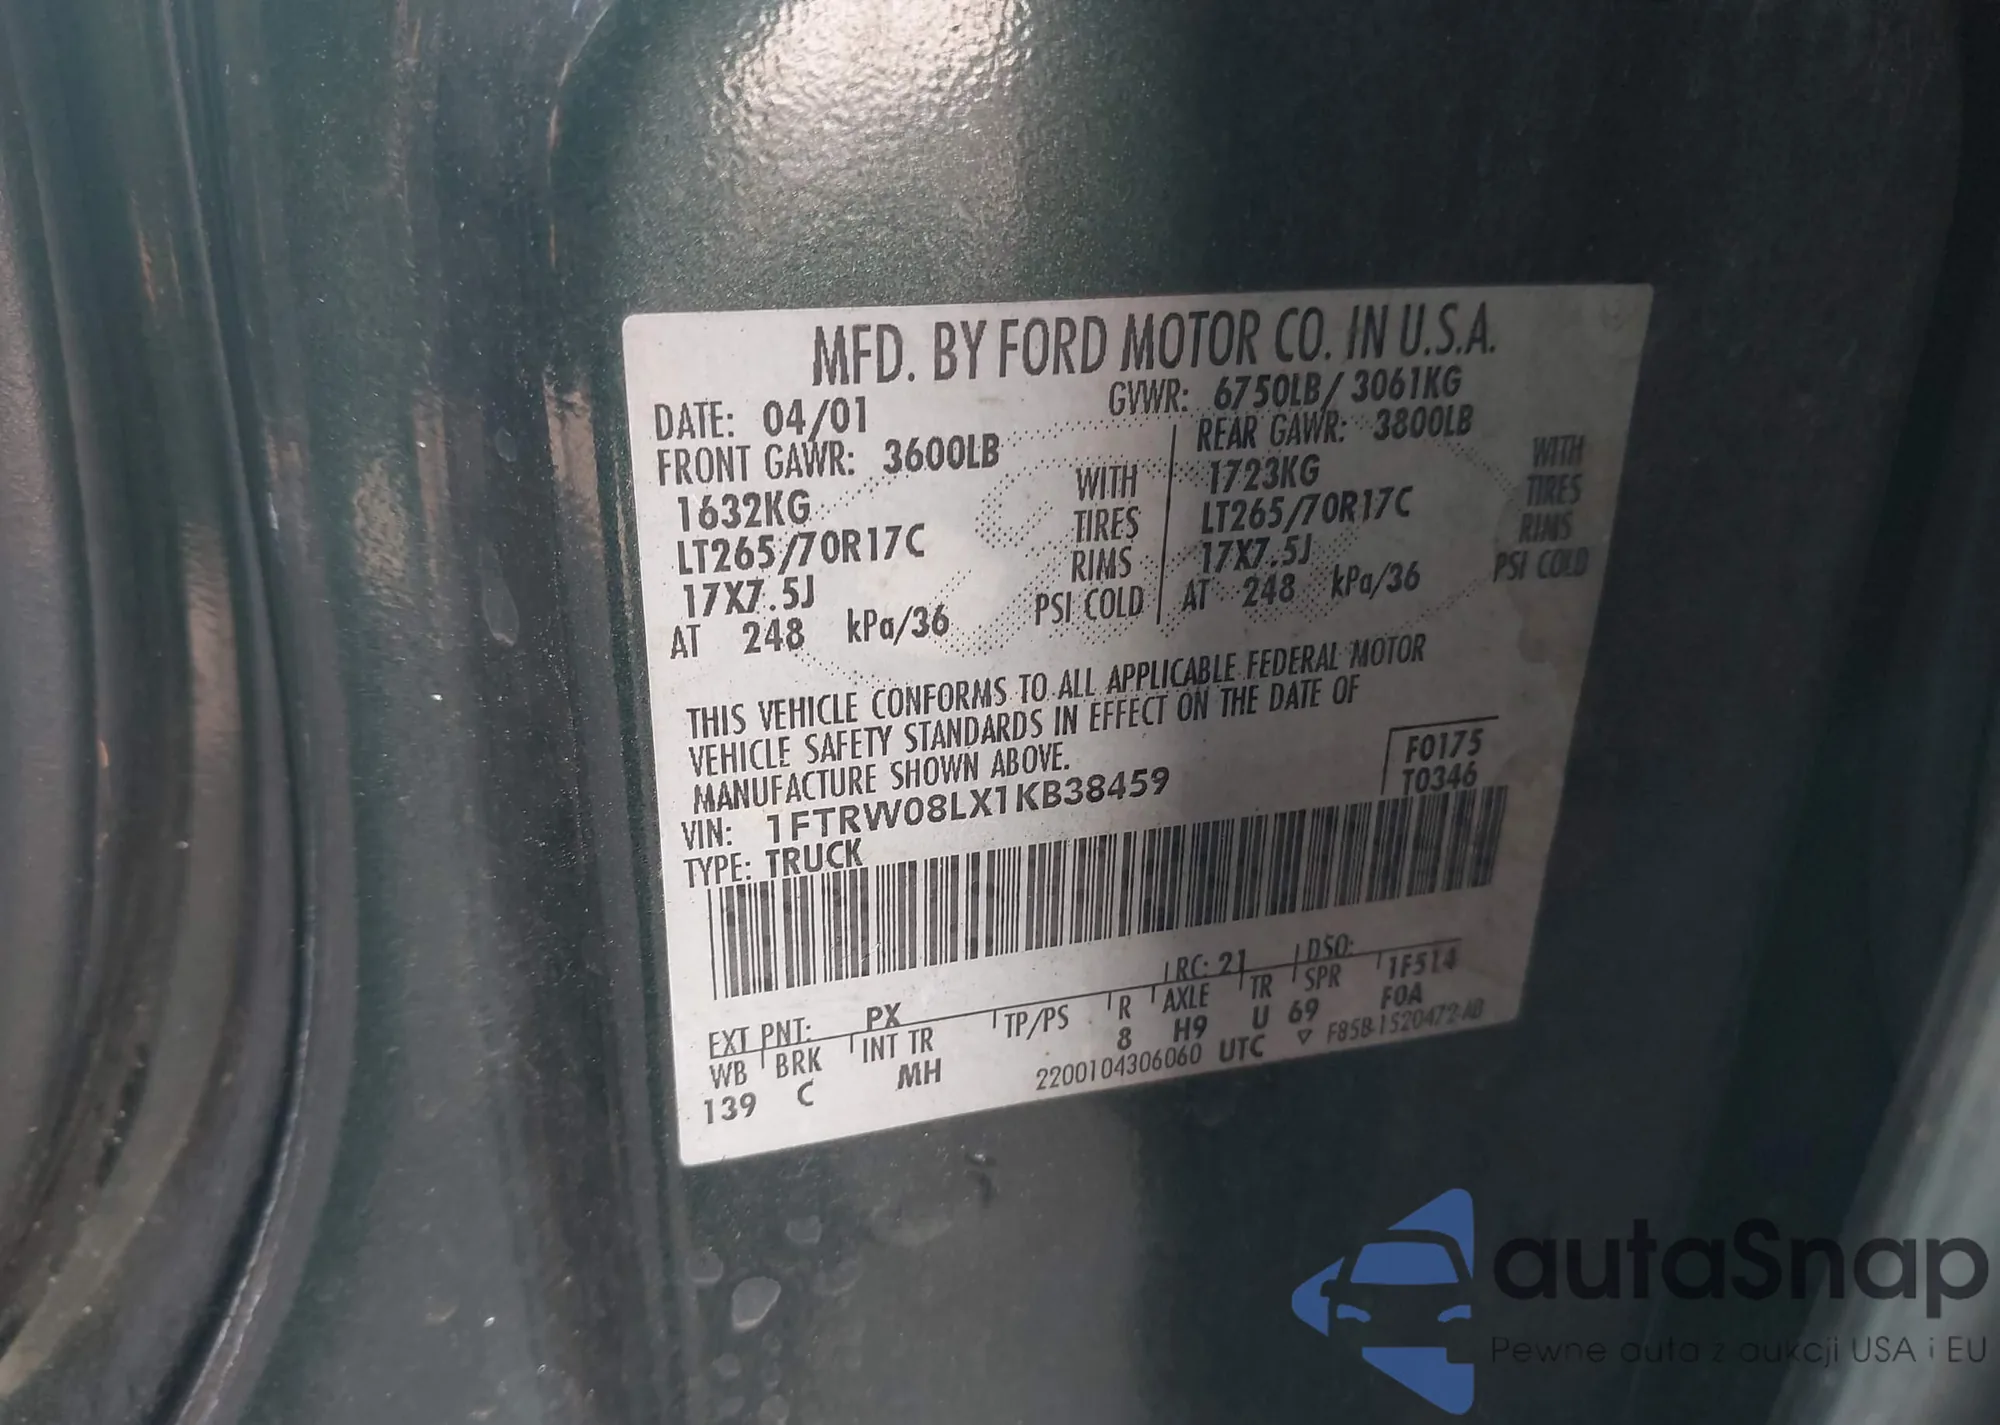 MFD. BY FORD MOTOR CO. IN U.S.A.
DATE: 04/01 GVWR: 6750LB/ 3061KG
FRONT GAWR: 3600LB REAR GAWR: 3800LB
1632KG WITH 1723KG WITH
LT265/70R17C TIRES LT265/70R17C TIRES
17X7.5J RIMS 17X7.5J RIMS
AT 248 kPa/36 PSI COLD AT 248 kPa/36 PSI COLD
THIS VEHICLE CONFORMS TO ALL APPLICABLE FEDERAL MOTOR
VEHICLE SAFETY STANDARDS IN EFFECT ON THE DATE OF
MANUFACTURE SHOWN ABOVE.
F0175
VIN: 1FTRW08LX1KB38459 T0346
TYPE: TRUCK
EXT PNT: PX RC: 21 DSO: 1F514
WB BRK INT TR TP/PS R AXLE TR SPR F0A
139 C MH 8 H9 U 69
2200104306060 UTC ▽ F85B-1520472-AB
autaSnap
Pewne auta z aukcji USA i EU